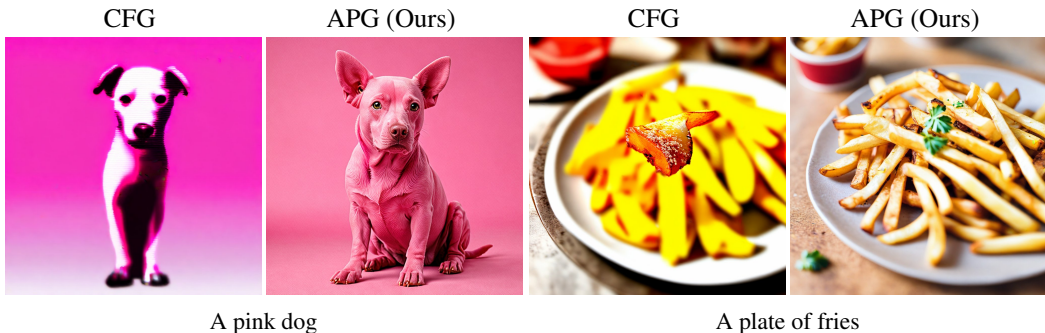 CFG APG (Ours) CFG APG (Ours)
A pink dog A plate of fries